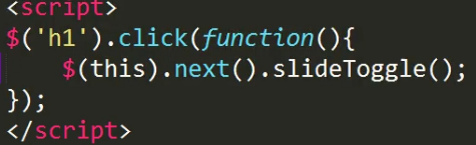 <script>
$('h1').click(function(){
    $(this).next().slideToggle();
});
</script>